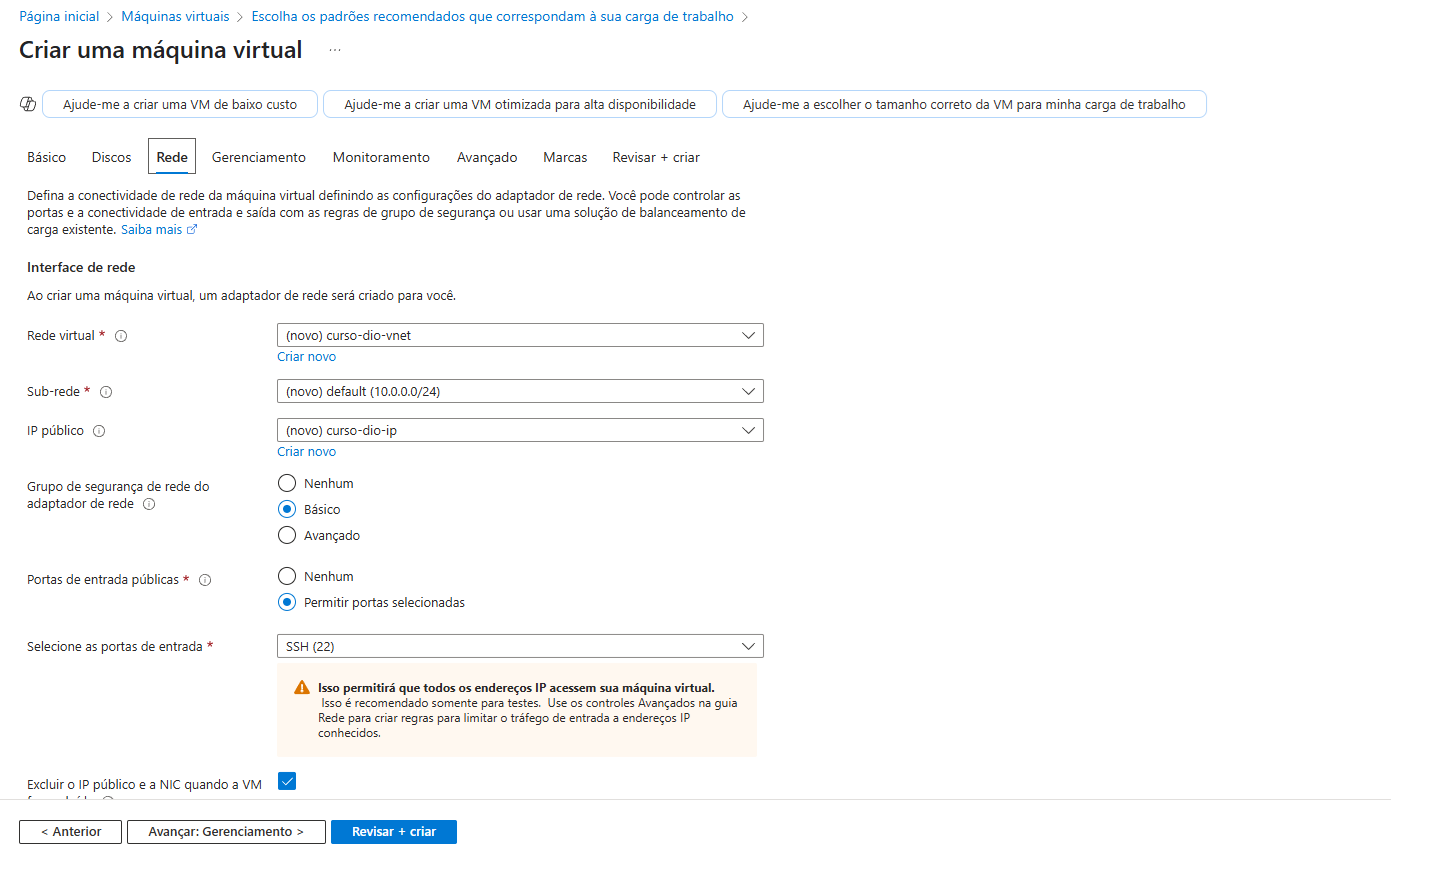 Página inicial > Máquinas virtuais > Escolha os padrões recomendados que correspondam à sua carga de trabalho >
Criar uma máquina virtual ...
Ajude-me a criar uma VM de baixo custo
Ajude-me a criar uma VM otimizada para alta disponibilidade
Ajude-me a escolher o tamanho correto da VM para minha carga de trabalho
Básico Discos Rede Gerenciamento Monitoramento Avançado Marcas Revisar + criar
Defina a conectividade de rede da máquina virtual definindo as configurações do adaptador de rede. Você pode controlar as
portas e a conectividade de entrada e saída com as regras de grupo de segurança ou usar uma solução de balanceamento de
carga existente. Saiba mais
Interface de rede
Ao criar uma máquina virtual, um adaptador de rede será criado para você.
Rede virtual *
(novo) curso-dio-vnet
Criar novo
Sub-rede *
(novo) default (10.0.0.0/24)
IP público
(novo) curso-dio-ip
Criar novo
Grupo de segurança de rede do
adaptador de rede
Nenhum
Básico
Avançado
Portas de entrada públicas *
Nenhum
Permitir portas selecionadas
Selecione as portas de entrada *
SSH (22)
Isso permitirá que todos os endereços IP acessem sua máquina virtual.
Isso é recomendado somente para testes. Use os controles Avançados na guia
Rede para criar regras para limitar o tráfego de entrada a endereços IP
conhecidos.
Excluir o IP público e a NIC quando a VM
< Anterior
Avançar: Gerenciamento >
Revisar + criar